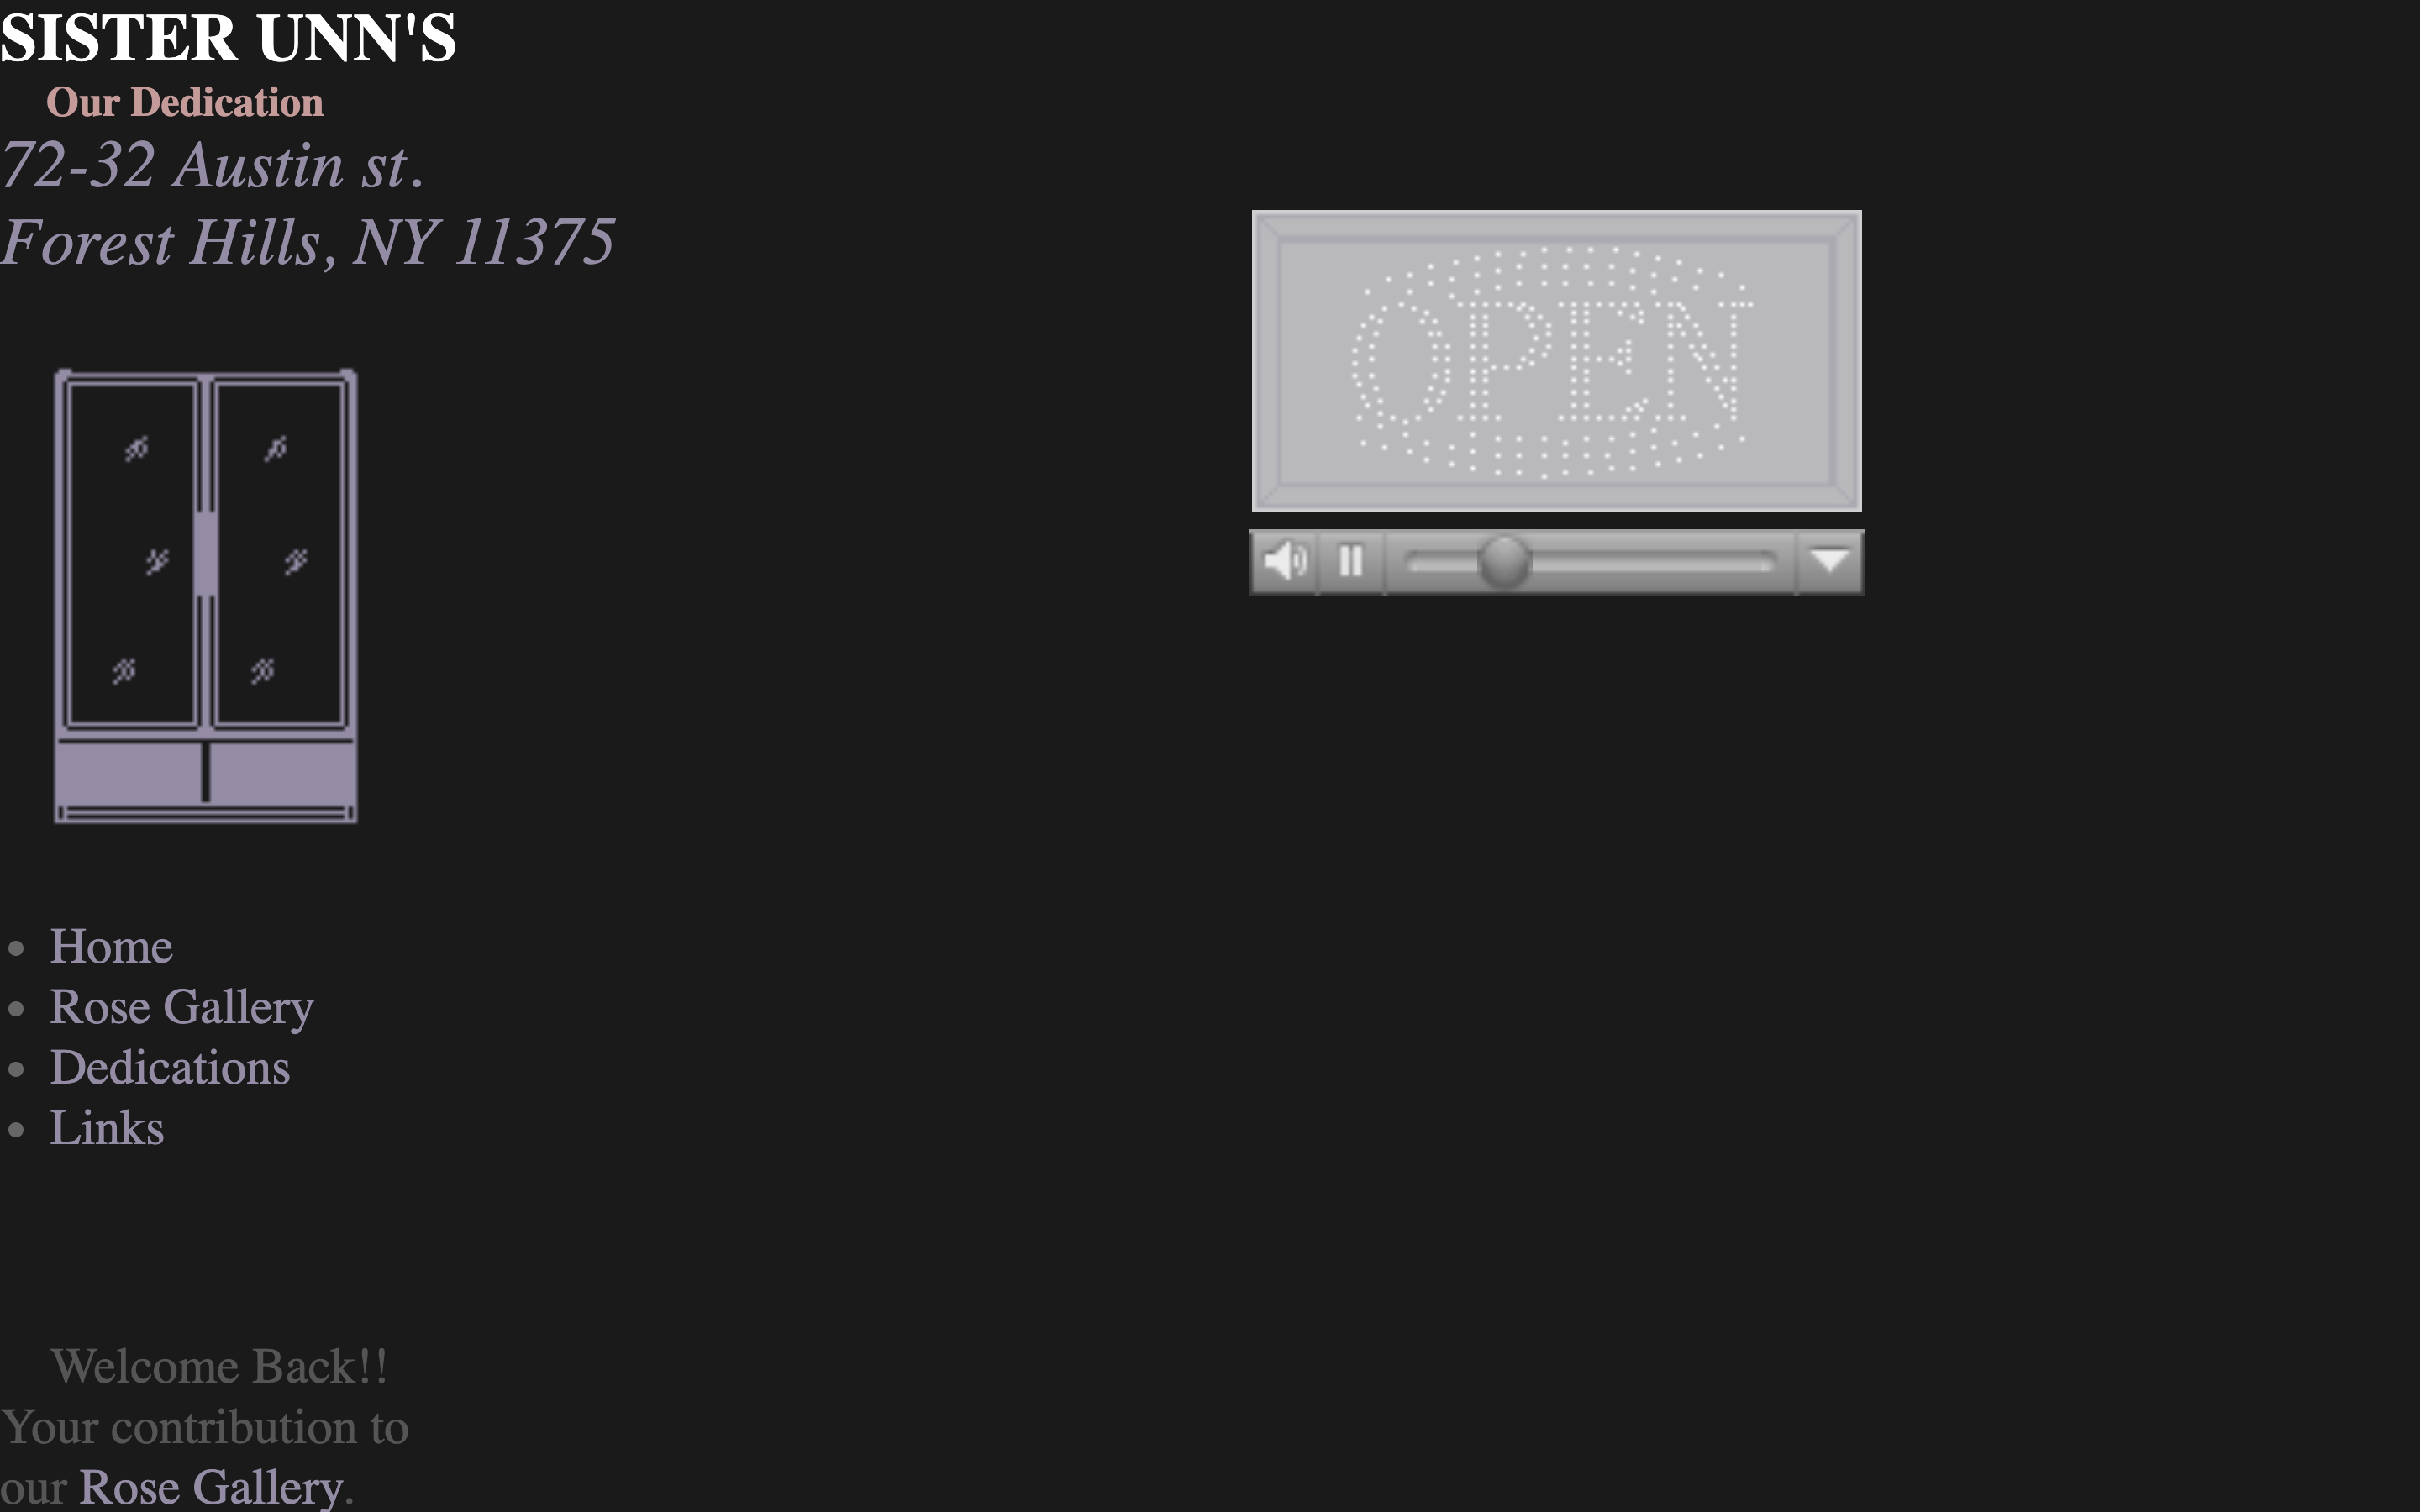 SISTER UNN'S
Our Dedication
72-32 Austin st.
Forest Hills, NY 11375
OPEN
Home
Rose Gallery
Dedications
Links
Welcome Back!!
Your contribution to
our Rose Gallery.